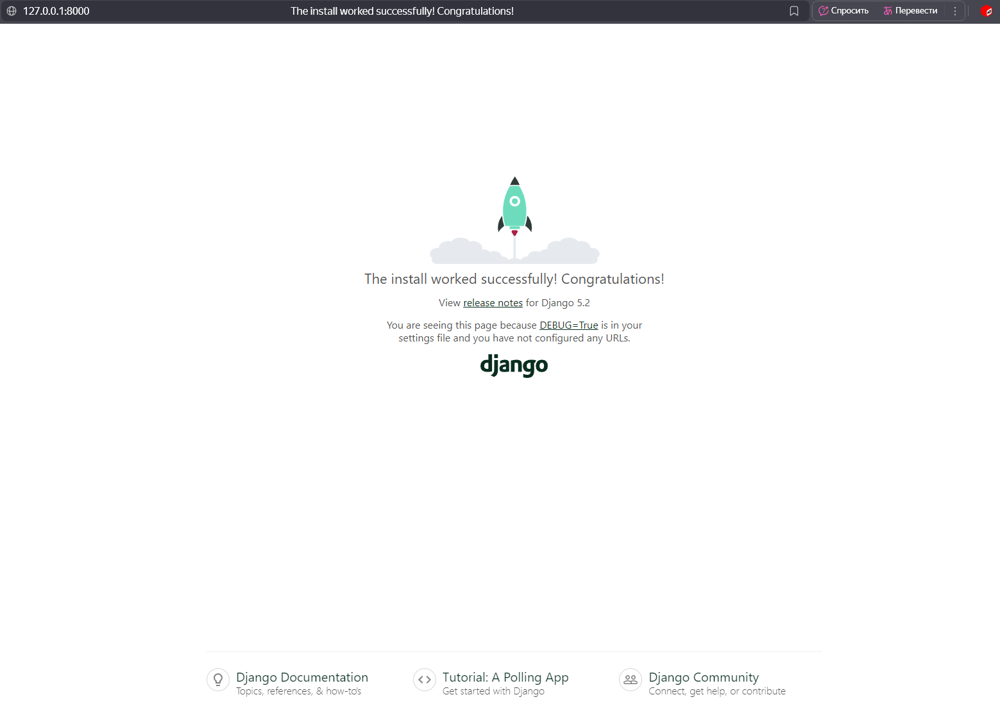 127.0.0.1:8000
The install worked successfully! Congratulations!
Спросить
Перевести
The install worked successfully! Congratulations!
View release notes for Django 5.2
You are seeing this page because DEBUG=True is in your
settings file and you have not configured any URLs.
django
Django Documentation
Topics, references, & how-to's
Tutorial: A Polling App
Get started with Django
Django Community
Connect, get help, or contribute